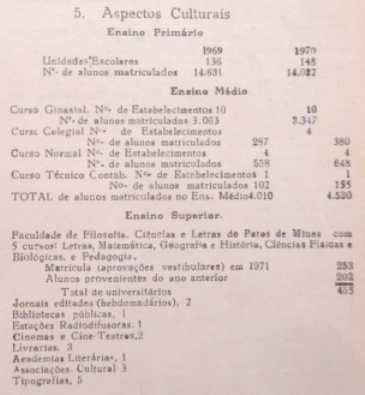 5. Aspectos Culturais
Ensino Primário
1969 1970
Unidades Escolares 136 148
Nº- de alunos matriculados 14.631 14.032
Ensino Médio
Curso Ginasial. Nº- de Estabelecimentos 10 10
Nº- de alunos matriculados 3.063 3.347
Curso Colegial Nº- de Estabelecimentos 4
Nº- de alunos matriculados 287 380
Curso Normal Nº- de Estabelecimentos 4 4
Nº- de alunos matriculados 558 648
Curso Técnico Contab. Nº- de Estabelecimentos 1 1
No- de alunos matriculados 102 155
TOTAL de alunos matriculados no Ens. Médio 4.010 4.530
Ensino Superior.
Faculdade de Filosofia, Ciências e Letras de Patos de Minas com
5 cursos: Letras, Matemática, Geografia e História, Ciências Físicas e
Biológicas, e Pedagogia.
Matrícula (aprovações vestibulares) em 1971 253
Alunos provenientes do ano anterior 202
Total de universitários 455
Jornais editados (hebdomadários), 2
Bibliotecas públicas, 1
Estações Radiodifusoras. 1
Cinemas e Cine-Teatros,2
Livrarias. 3
Academias Literárias, 1
Associações. Cultural 3
Tipografias, 5